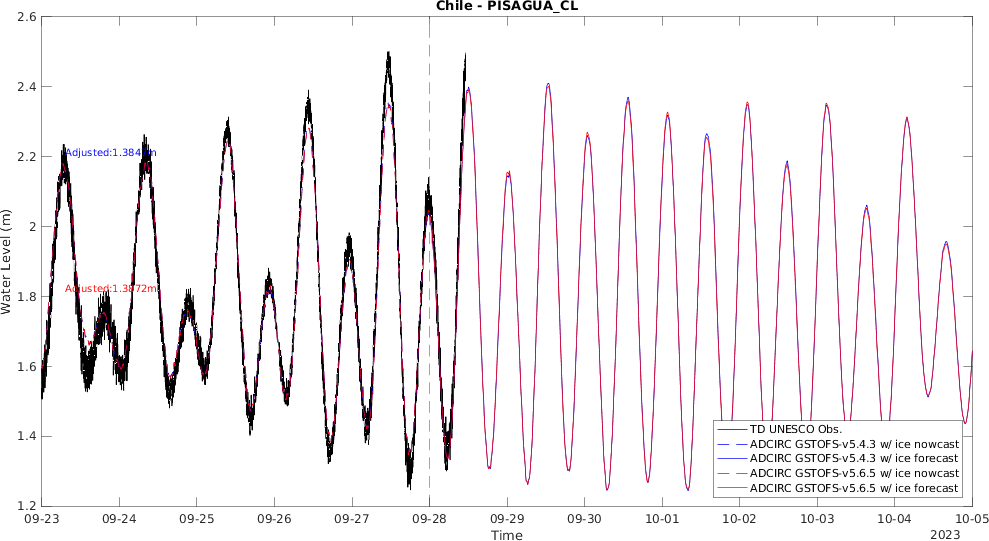 Chile - PISAGUA_CL
2.6
2.4
2.2
2
1.8
1.6
1.4
1.2
Water Level (m)
Adjusted:1.384
Adjusted:1.3872m
TD UNESCO Obs.
ADCIRC GSTOFS-v5.4.3 w/ ice nowcast
ADCIRC GSTOFS-v5.4.3 w/ ice forecast
ADCIRC GSTOFS-v5.6.5 w/ ice nowcast
ADCIRC GSTOFS-v5.6.5 w/ ice forecast
09-23 09-24 09-25 09-26 09-27 09-28 09-29 09-30 10-01 10-02 10-03 10-04 10-05
Time
2023